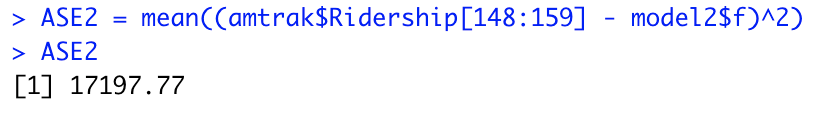 > ASE2 = mean((amtrak$Ridership[148:159] - model2$f)^2)
> ASE2
[1] 17197.77